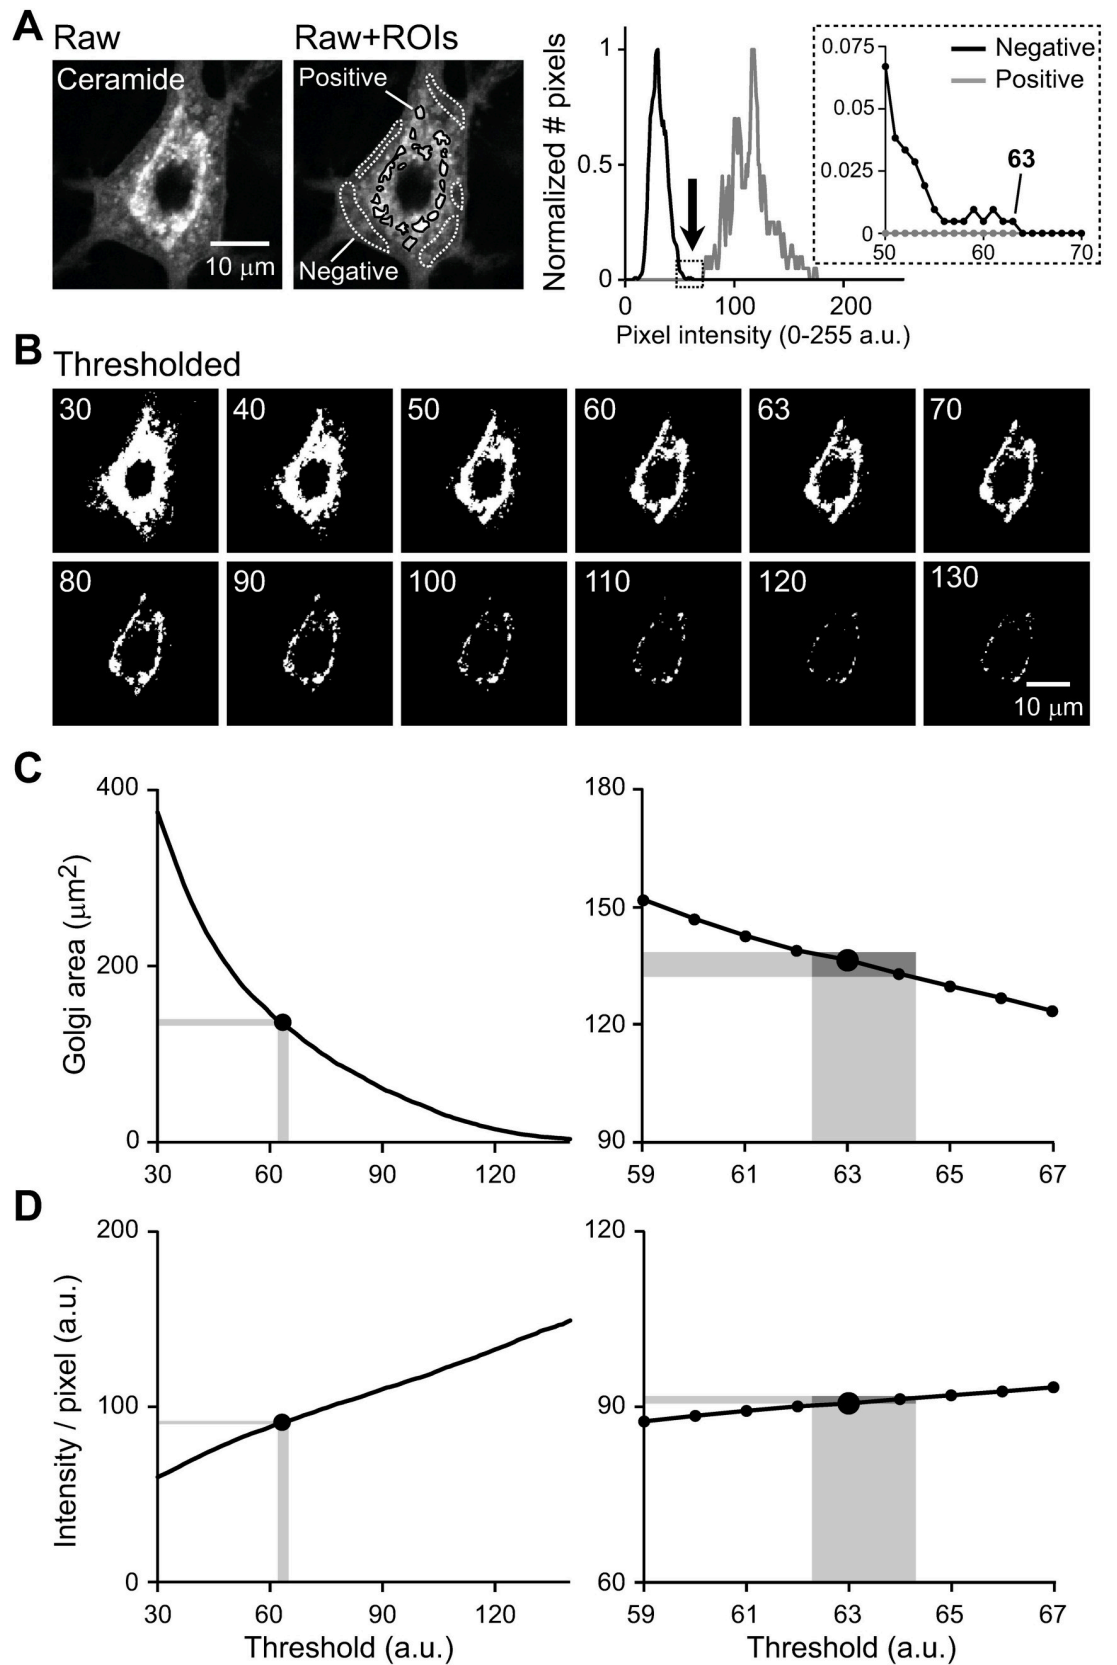 A
Raw
Raw+ROIs
Ceramide
10 µm
Positive
Negative
Normalized # pixels
1
0.5
0
0
100
200
Pixel intensity (0-255 a.u.)
0.075
0.05
0.025
0
50
60
70
Negative
Positive
63
B
Thresholded
30
40
50
60
63
70
80
90
100
110
120
130
10 µm
C
Golgi area (µm2)
400
200
0
30
60
90
120
180
150
120
90
59
61
63
65
67
D
Intensity / pixel (a.u.)
200
100
0
30
60
90
120
Threshold (a.u.)
120
90
60
59
61
63
65
67
Threshold (a.u.)